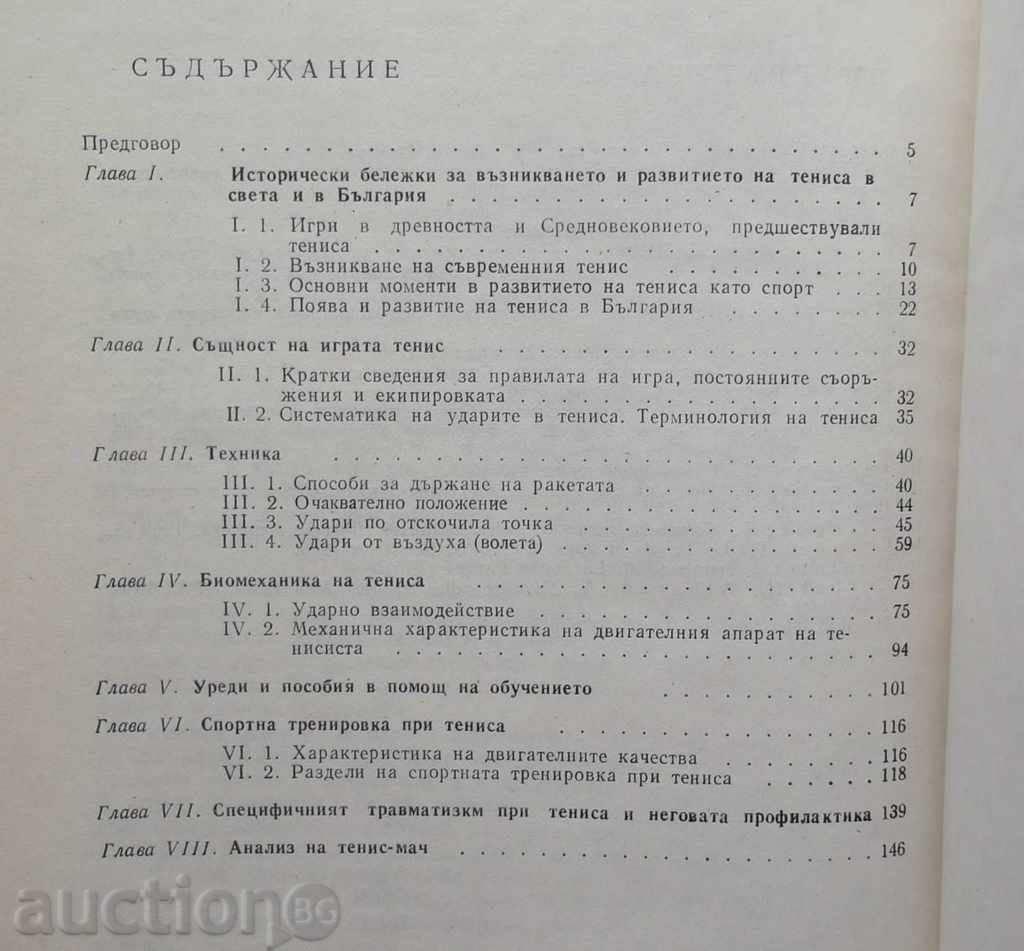 СЪДЪРЖАНИЕ
Предговор . . . . . . . . . . . . . . . . . . . . . . . . . . 5
Глава I. Исторически бележки за възникването и развитието на тениса в
света и в България . . . . . . . . . . . . . . . . . . 7
I. 1. Игри в древността и Средновековието, предшествували
тениса . . . . . . . . . . . . . . . . . . . . 7
I. 2. Възникване на съвременния тенис . . . . . . . . . . 10
I. 3. Основни моменти в развитието на тениса като спорт . . . 13
I. 4. Поява и развитие на тениса в България . . . . . . . . 22
Глава II. Същност на играта тенис . . . . . . . . . . . . . . . . 32
II. 1. Кратки сведения за правилата на игра, постоянните съоръ-
жения и екипировката . . . . . . . . . . . . . . 32
II. 2. Систематика на ударите в тениса. Терминология на тениса 35
Глава III. Техника . . . . . . . . . . . . . . . . . . . . . . 40
III. 1. Способи за държане на ракетата . . . . . . . . . . 40
III. 2. Очаквателно положение . . . . . . . . . . . . . . 44
III. 3. Удари по отскочила точка . . . . . . . . . . . . 45
III. 4. Удари от въздуха (волета) . . . . . . . . . . . . . 59
Глава IV. Биомеханика на тениса . . . . . . . . . . . . . . . . 75
IV. 1. Ударно взаимодействие . . . . . . . . . . . . . . 75
IV. 2. Механична характеристика на двигателния апарат на те-
нисиста . . . . . . . . . . . . . . . . . . . 94
Глава V. Уреди и пособия в помощ на обучението . . . . . . . . . 101
Глава VI. Спортна тренировка при тениса . . . . . . . . . . . . . 116
VI. 1. Характеристика на двигателните качества . . . . . . . 116
VI. 2. Раздели на спортната тренировка при тениса . . . . . . 118
Глава VII. Специфичният травматизкм при тениса и неговата профилактика 139
Глава VIII. Анализ на тенис-мач . . . . . . . . . . . . . . . . 146
auctionBG